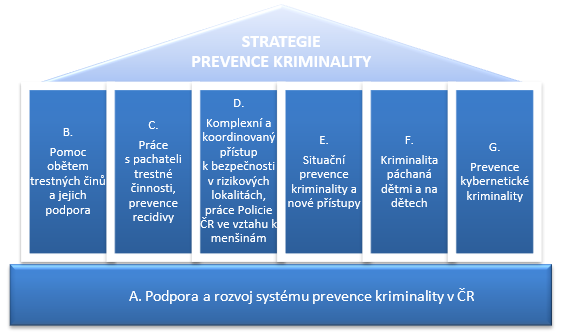 STRATEGIE
PREVENCE KRIMINALITY
B.
Pomoc
obětem
trestných činů
a jejich
podpora
C.
Práce
s pachateli
trestné
činnosti,
prevence
recidivy
D.
Komplexní a
koordinovaný
přístup
k bezpečnosti
v rizikových
lokalitách,
práce Policie
ČR ve vztahu k
menšinám
E.
Situační
prevence
kriminality a
nové přístupy
F.
Kriminalita
páchaná
dětmi a na
dětech
G.
Prevence
kybernetické
kriminality
A. Podpora a rozvoj systému prevence kriminality v ČR